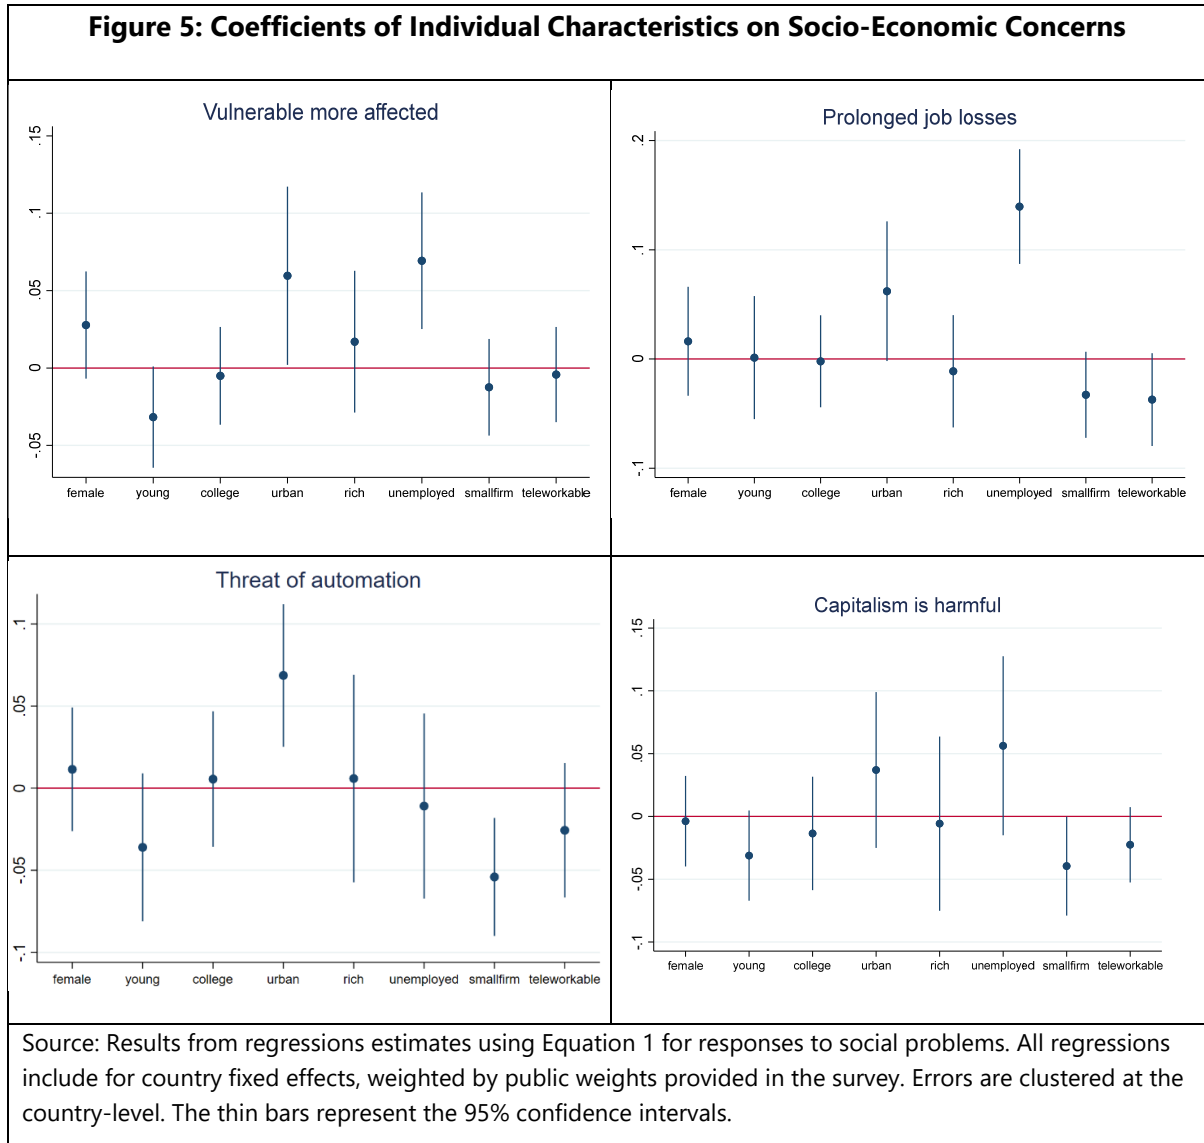 Figure 5: Coefficients of Individual Characteristics on Socio-Economic Concerns
Vulnerable more affected
.15
.1
.05
0
-.05
female young college urban rich unemployed smallfirm teleworkable
Prolonged job losses
.2
.1
0
-.1
female young college urban rich unemployed smallfirm teleworkable
Threat of automation
.1
.05
0
-.05
-.1
female young college urban rich unemployed smallfirm teleworkable
Capitalism is harmful
.15
.1
.05
0
-.05
-.1
female young college urban rich unemployed smallfirm teleworkable
Source: Results from regressions estimates using Equation 1 for responses to social problems. All regressions
include for country fixed effects, weighted by public weights provided in the survey. Errors are clustered at the
country-level. The thin bars represent the 95% confidence intervals.